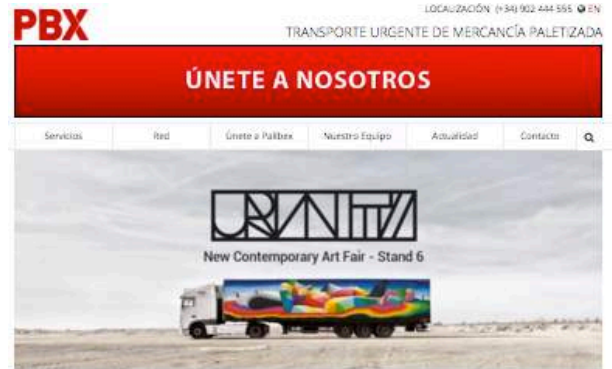 PBX
LOCALIZACIÓN (+34) 902 444 555 EN
TRANSPORTE URGENTE DE MERCANCÍA PALETIZADA
ÚNETE A NOSOTROS
Servicios Red Únete a Palibex Nuestro Equipo Actualidad Contacto
URVANITY
New Contemporary Art Fair - Stand 6